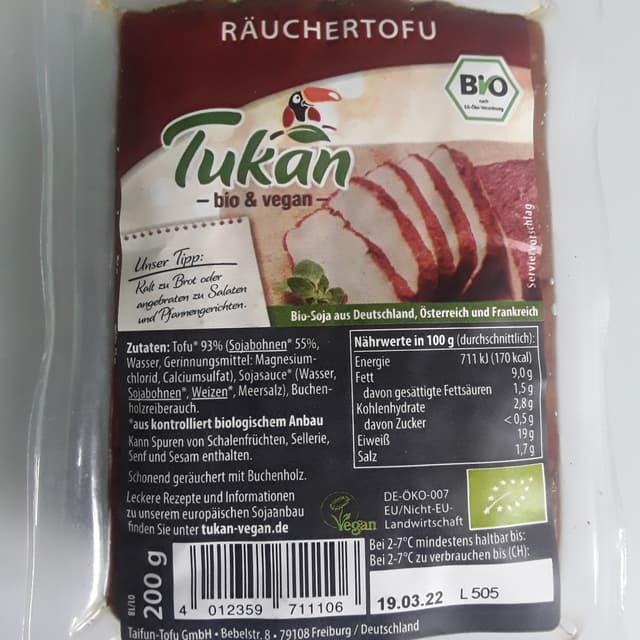 RÄUCHERTOFU
BIO
nach
EG-Öko-Verordnung
Tukan
– bio & vegan –
Unser Tipp:
Kalt zu Brot oder
angebraten zu Salaten
und Pfannengerichten.
Serviervorschlag
Bio-Soja aus Deutschland, Österreich und Frankreich
Zutaten: Tofu* 93% (Sojabohnen* 55%,
Wasser, Gerinnungsmittel: Magnesium-
chlorid, Calciumsulfat), Sojasauce* (Wasser,
Sojabohnen*, Weizen*, Meersalz), Buchen-
holzreiberauch.
*aus kontrolliert biologischem Anbau
Kann Spuren von Schalenfrüchten, Sellerie,
Senf und Sesam enthalten.
Schonend geräuchert mit Buchenholz.
Leckere Rezepte und Informationen
zu unserem europäischen Sojaanbau
finden Sie unter tukan-vegan.de
Nährwerte in 100 g (durchschnittlich):
Energie 711 kJ (170 kcal)
Fett 9,0 g
davon gesättigte Fettsäuren 1,5 g
Kohlenhydrate 2,8 g
davon Zucker < 0,5 g
Eiweiß 19 g
Salz 1,7 g
Vegan
DE-ÖKO-007
EU/Nicht-EU-
Landwirtschaft
Bei 2-7°C mindestens haltbar bis:
Bei 2-7°C zu verbrauchen bis (CH):
19.03.22 L 505
01/18
200 g
4 012359 711106
Taifun-Tofu GmbH • Bebelstr. 8 • 79108 Freiburg / Deutschland